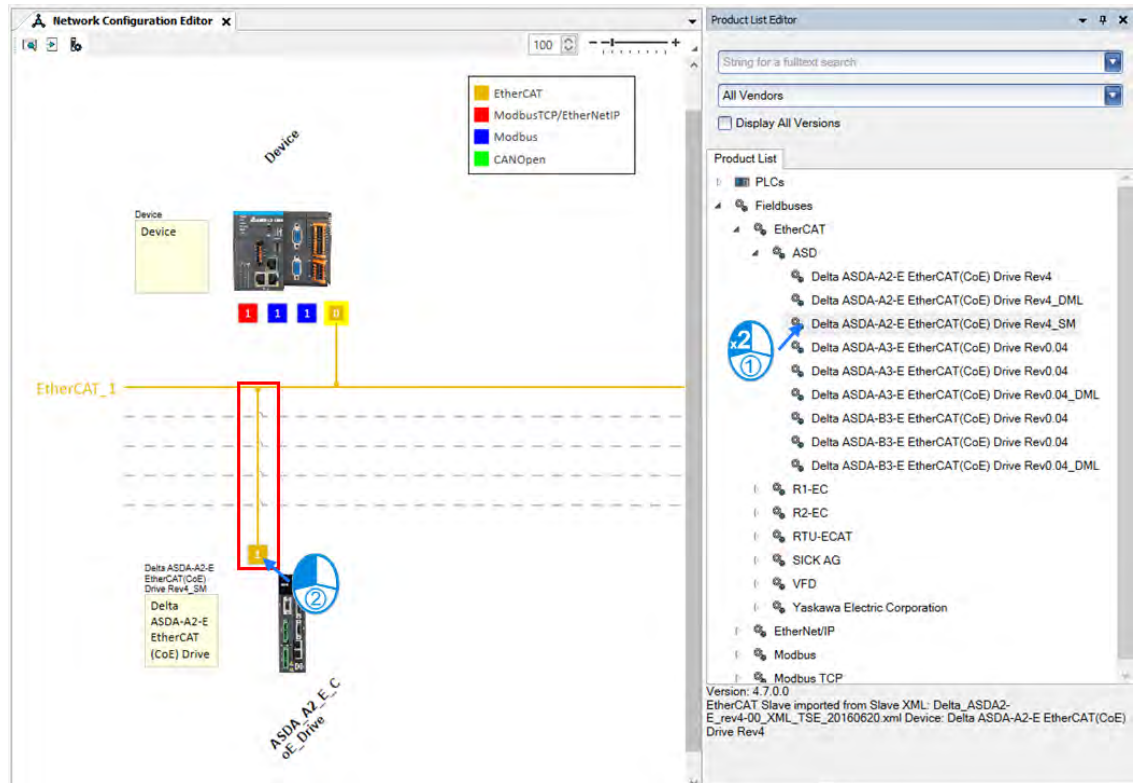 Network Configuration Editor
100
EtherCAT
ModbusTCP/EtherNetIP
Modbus
CANOpen
Device
Device
Device
1 1 1 0
EtherCAT_1
1
②
Delta ASDA-A2-E
EtherCAT(CoE)
Drive Rev4_SM
Delta
ASDA-A2-E
EtherCAT
(CoE) Drive
ASDA_A2_E_C
oE_Drive
Product List Editor
String for a fulltext search
All Vendors
Display All Versions
Product List
PLCs
Fieldbuses
EtherCAT
ASD
Delta ASDA-A2-E EtherCAT(CoE) Drive Rev4
Delta ASDA-A2-E EtherCAT(CoE) Drive Rev4_DML
Delta ASDA-A2-E EtherCAT(CoE) Drive Rev4_SM
x2
①
Delta ASDA-A3-E EtherCAT(CoE) Drive Rev0.04
Delta ASDA-A3-E EtherCAT(CoE) Drive Rev0.04
Delta ASDA-A3-E EtherCAT(CoE) Drive Rev0.04_DML
Delta ASDA-B3-E EtherCAT(CoE) Drive Rev0.04
Delta ASDA-B3-E EtherCAT(CoE) Drive Rev0.04
Delta ASDA-B3-E EtherCAT(CoE) Drive Rev0.04_DML
R1-EC
R2-EC
RTU-ECAT
SICK AG
VFD
Yaskawa Electric Corporation
EtherNet/IP
Modbus
Modbus TCP
Version: 4.7.0.0
EtherCAT Slave imported from Slave XML: Delta_ASDA2-
E_rev4-00_XML_TSE_20160620.xml Device: Delta ASDA-A2-E EtherCAT(CoE)
Drive Rev4